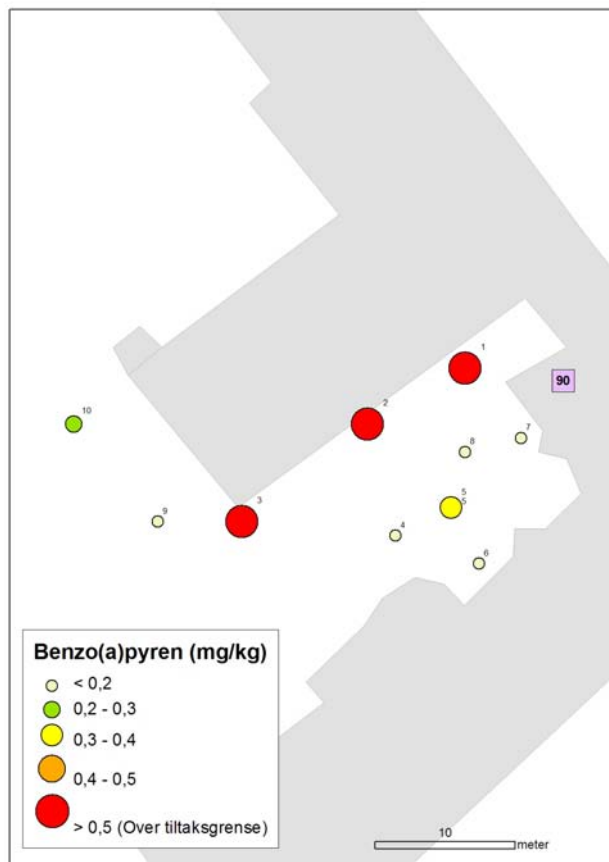 1
90
2
10
8
7
5
5
3
9
4
6
Benzo(a)pyren (mg/kg)
< 0,2
0,2 - 0,3
0,3 - 0,4
0,4 - 0,5
> 0,5 (Over tiltaksgrense)
10
meter